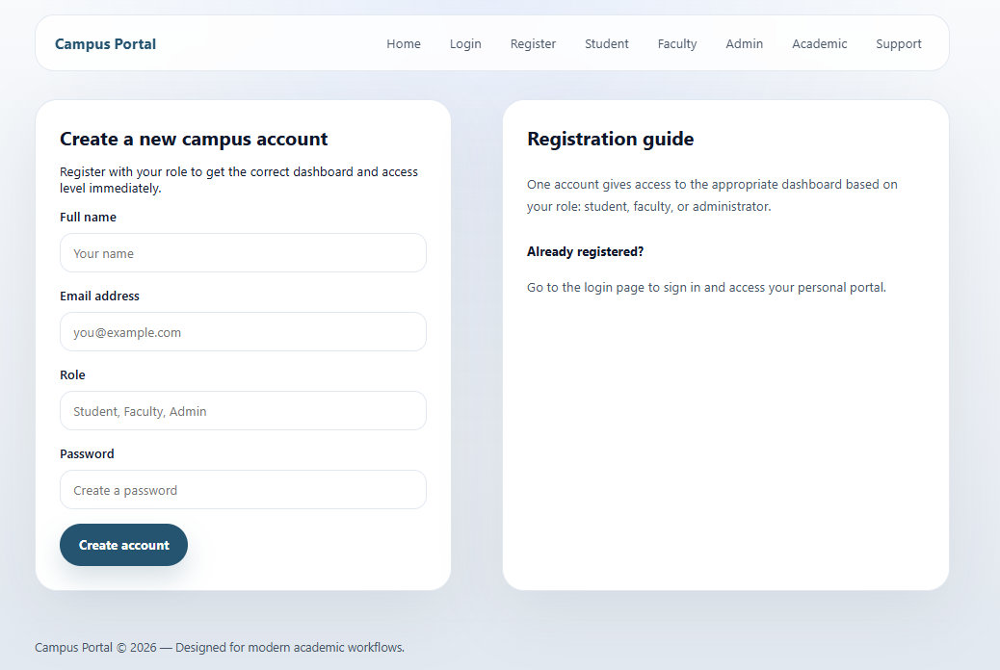 Campus Portal
Home Login Register Student Faculty Admin Academic Support
Create a new campus account
Register with your role to get the correct dashboard and access
level immediately.
Full name
Your name
Email address
you@example.com
Role
Student, Faculty, Admin
Password
Create a password
Create account
Registration guide
One account gives access to the appropriate dashboard based on
your role: student, faculty, or administrator.
Already registered?
Go to the login page to sign in and access your personal portal.
Campus Portal © 2026 — Designed for modern academic workflows.